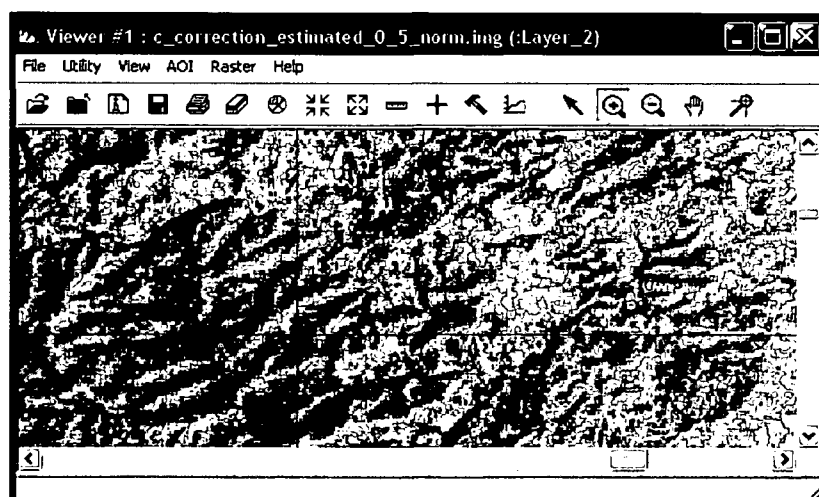 Viewer #1 : c_correction_estimated_0_5_norm.img (:Layer_2)
File Utility View AOI Raster Help